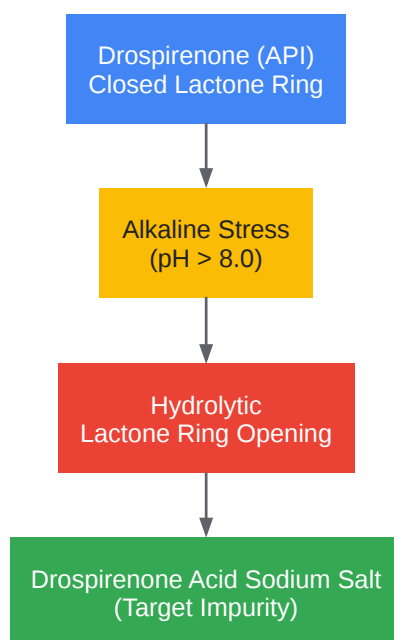 Drospirenone (API)
Closed Lactone Ring
Alkaline Stress
(pH > 8.0)
Hydrolytic
Lactone Ring Opening
Drospirenone Acid Sodium Salt
(Target Impurity)